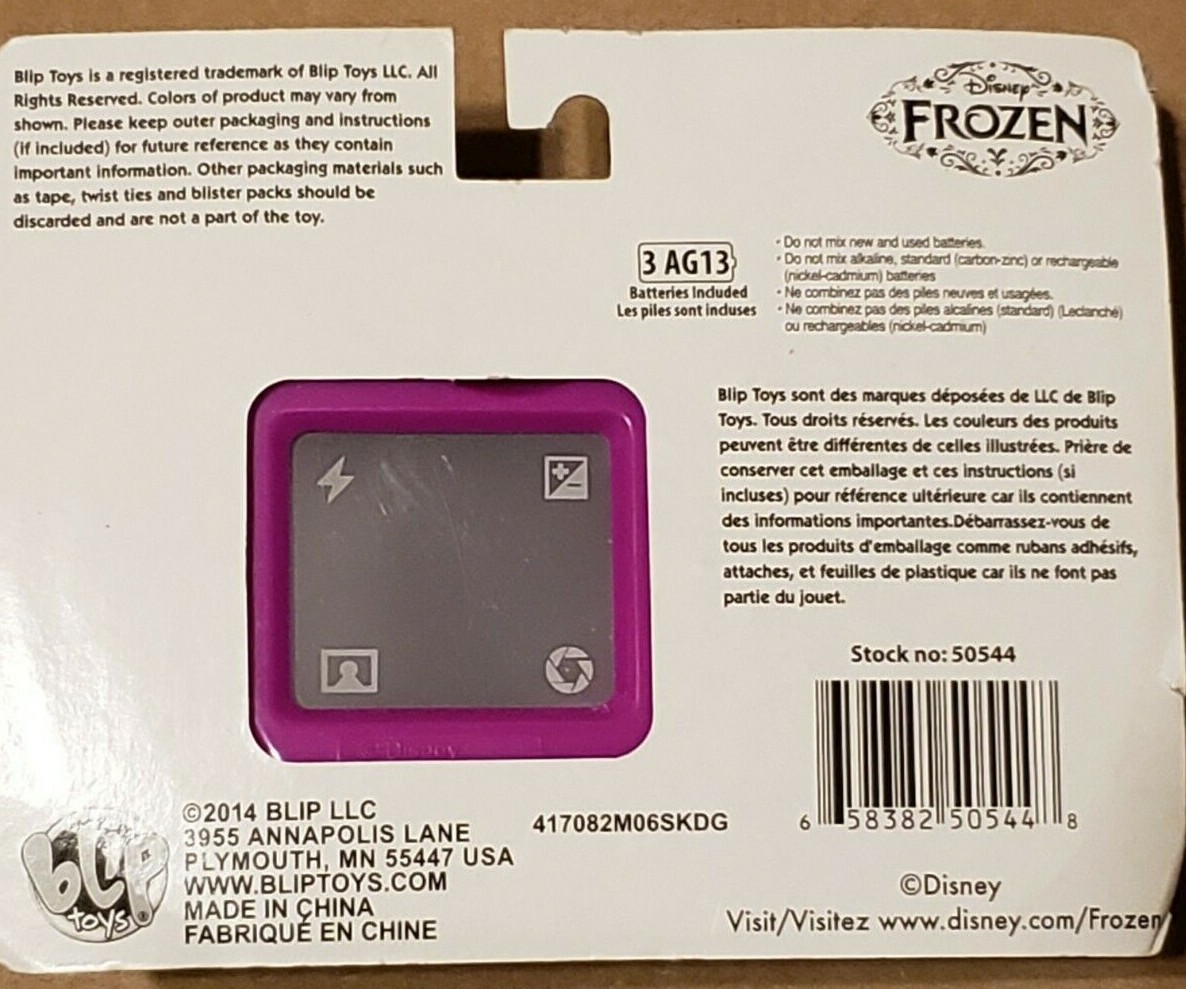 Blip Toys is a registered trademark of Blip Toys LLC. All
Rights Reserved. Colors of product may vary from
shown. Please keep outer packaging and instructions
(if included) for future reference as they contain
important information. Other packaging materials such
as tape, twist ties and blister packs should be
discarded and are not a part of the toy.
Disney
FROZEN
3 AG13
Batteries Included
Les piles sont incluses
• Do not mix new and used batteries.
• Do not mix alkaline, standard (carbon-zinc) or rechargeable
(nickel-cadmium) batteries
• Ne combinez pas des piles neuves et usagées.
• Ne combinez pas des piles alcalines (standard) (Leclanché)
ou rechargeables (nickel-cadmium)
Blip Toys sont des marques déposées de LLC de Blip
Toys. Tous droits réservés. Les couleurs des produits
peuvent être différentes de celles illustrées. Prière de
conserver cet emballage et ces instructions (si
incluses) pour référence ultérieure car ils contiennent
des informations importantes.Débarrassez-vous de
tous les produits d'emballage comme rubans adhésifs,
attaches, et feuilles de plastique car ils ne font pas
partie du jouet.
©Disney
Stock no: 50544
6 58382 50544 8
blip
toys®
©2014 BLIP LLC
3955 ANNAPOLIS LANE
PLYMOUTH, MN 55447 USA
WWW.BLIPTOYS.COM
MADE IN CHINA
FABRIQUÉ EN CHINE
417082M06SKDG
©Disney
Visit/Visitez www.disney.com/Frozen